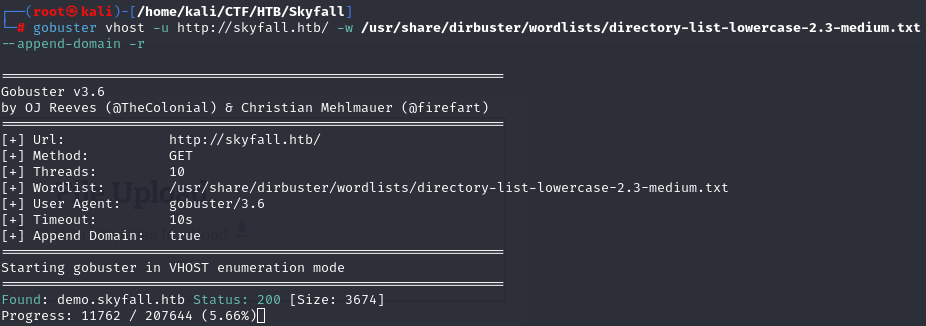 ┌──(root㉿kali)-[/home/kali/CTF/HTB/Skyfall]
└─# gobuster vhost -u http://skyfall.htb/ -w /usr/share/dirbuster/wordlists/directory-list-lowercase-2.3-medium.txt
--append-domain -r
===============================================================
Gobuster v3.6
by OJ Reeves (@TheColonial) & Christian Mehlmauer (@firefart)
===============================================================
[+] Url: http://skyfall.htb/
[+] Method: GET
[+] Threads: 10
[+] Wordlist: /usr/share/dirbuster/wordlists/directory-list-lowercase-2.3-medium.txt
[+] User Agent: gobuster/3.6
[+] Timeout: 10s
[+] Append Domain: true
===============================================================
Starting gobuster in VHOST enumeration mode
===============================================================
Found: demo.skyfall.htb Status: 200 [Size: 3674]
Progress: 11762 / 207644 (5.66%)